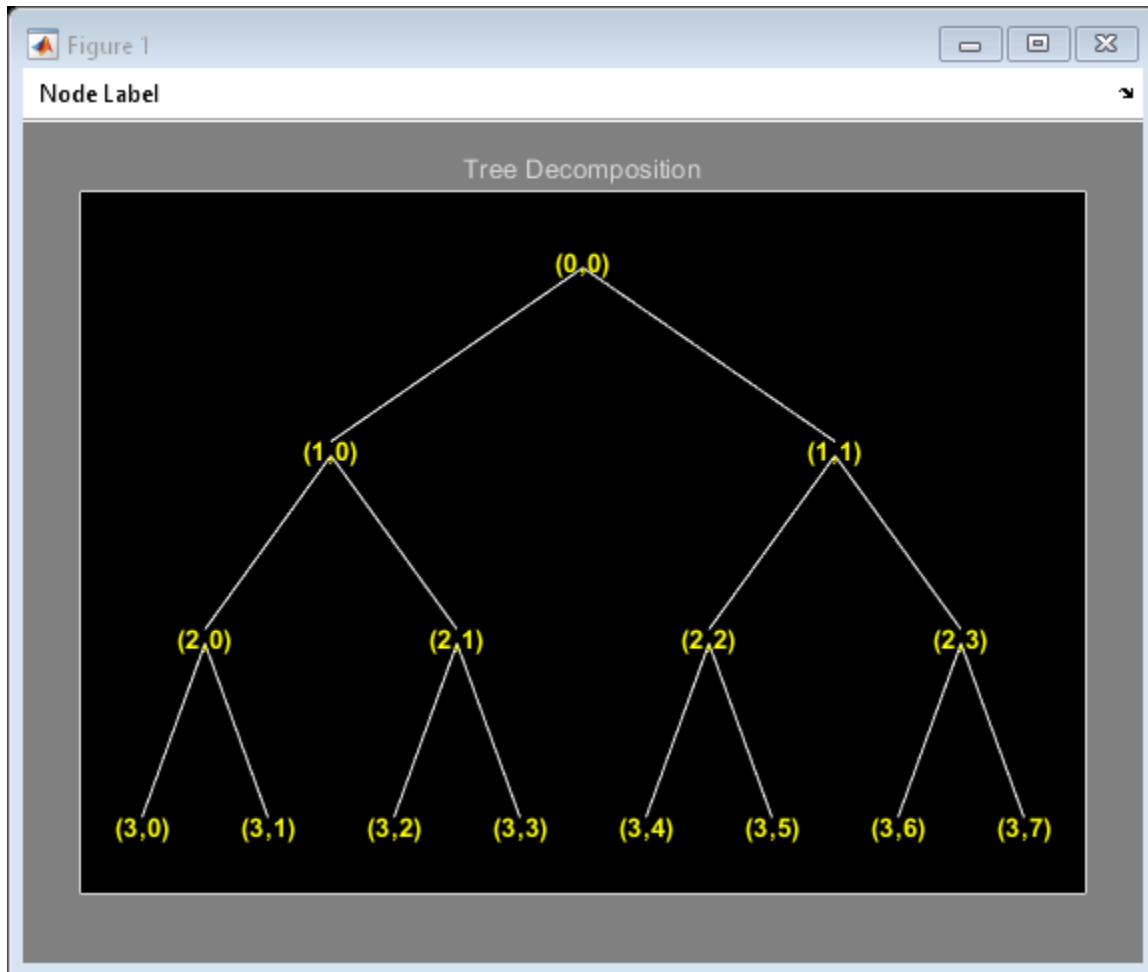 Figure 1
Node Label
Tree Decomposition
(0,0)
(1,0) (1,1)
(2,0) (2,1) (2,2) (2,3)
(3,0) (3,1) (3,2) (3,3) (3,4) (3,5) (3,6) (3,7)